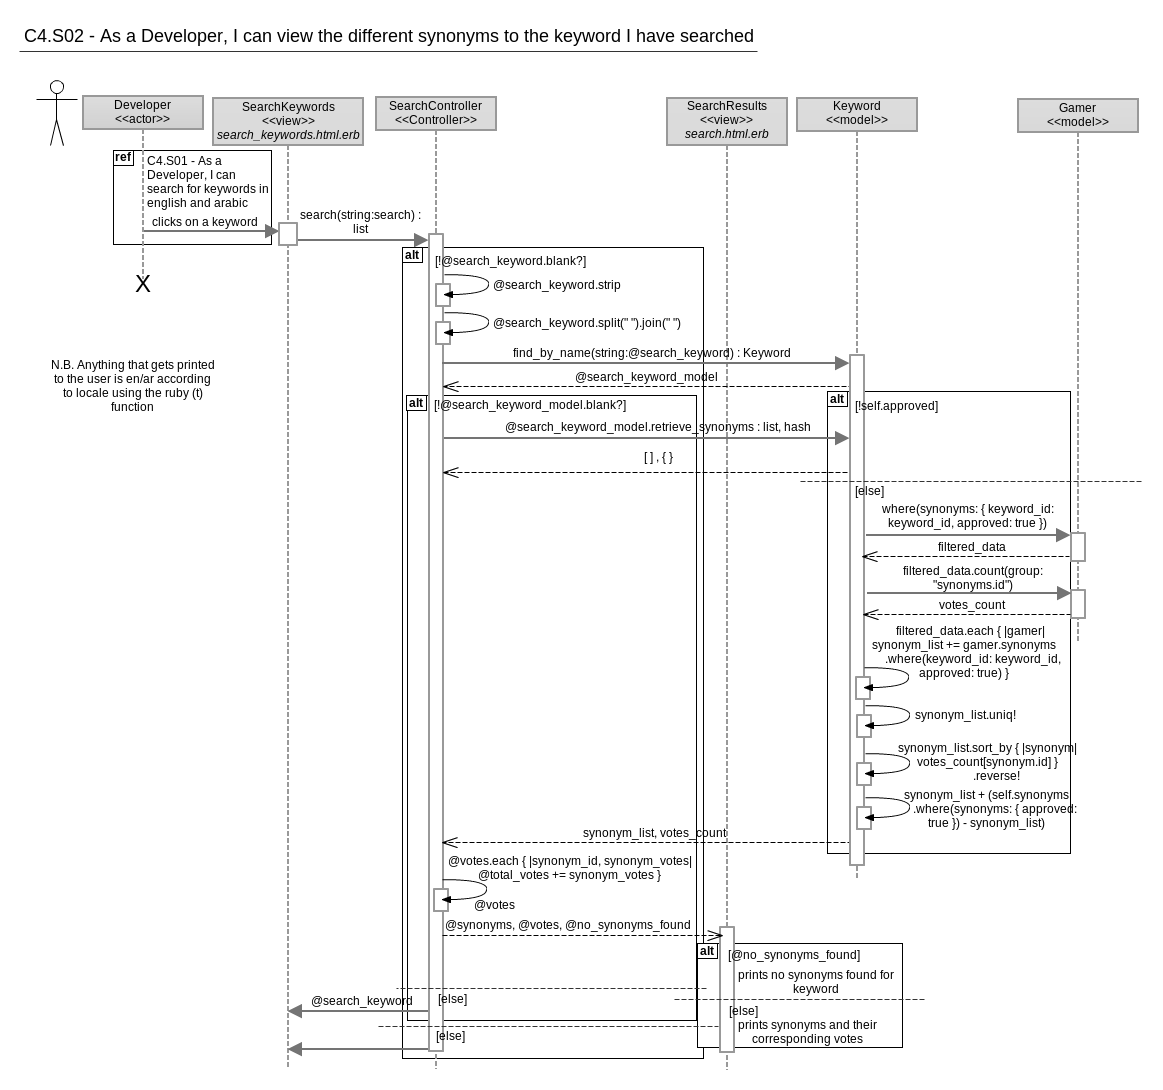 C4.S02 - As a Developer, I can view the different synonyms to the keyword I have searched
Developer
<<actor>>
SearchKeywords
<<view>>
search_keywords.html.erb
SearchController
<<Controller>>
SearchResults
<<view>>
search.html.erb
Keyword
<<model>>
Gamer
<<model>>
ref
C4.S01 - As a
Developer, I can
search for keywords in
english and arabic
clicks on a keyword
X
search(string:search) :
list
alt
[!@search_keyword.blank?]
@search_keyword.strip
@search_keyword.split(" ").join(" ")
find_by_name(string:@search_keyword) : Keyword
@search_keyword_model
N.B. Anything that gets printed
to the user is en/ar according
to locale using the ruby (t)
function
alt
[!@search_keyword_model.blank?]
alt
[!self.approved]
@search_keyword_model.retrieve_synonyms : list, hash
[ ] , { }
[else]
where(synonyms: { keyword_id:
keyword_id, approved: true })
filtered_data
filtered_data.count(group:
"synonyms.id")
votes_count
filtered_data.each { |gamer|
synonym_list += gamer.synonyms
.where(keyword_id: keyword_id,
approved: true) }
synonym_list.uniq!
synonym_list.sort_by { |synonym|
votes_count[synonym.id] }
.reverse!
synonym_list + (self.synonyms
.where(synonyms: { approved:
true }) - synonym_list)
synonym_list, votes_count
@votes.each { |synonym_id, synonym_votes|
@total_votes += synonym_votes }
@votes
@synonyms, @votes, @no_synonyms_found
alt
[@no_synonyms_found]
prints no synonyms found for
keyword
[else]
@search_keyword
[else]
prints synonyms and their
corresponding votes
[else]